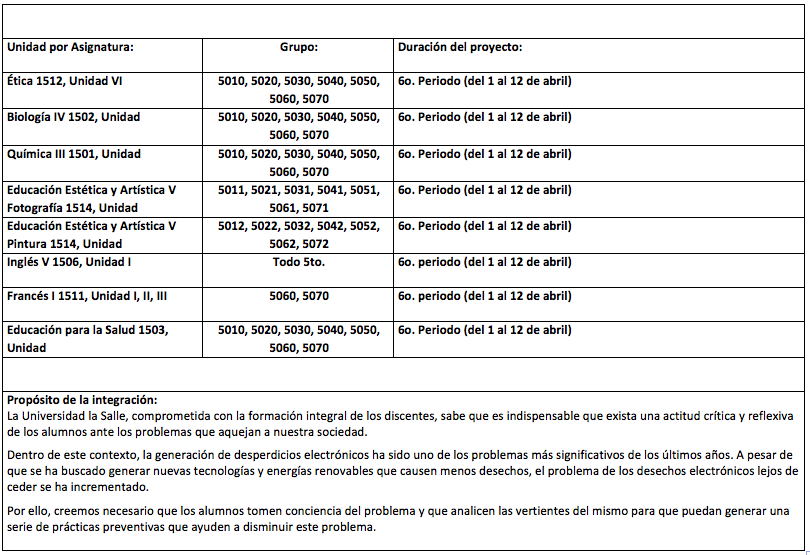 Unidad por Asignatura: Grupo: Duración del proyecto:
Ética 1512, Unidad VI 5010, 5020, 5030, 5040, 5050, 6o. Periodo (del 1 al 12 de abril)
5060, 5070
Biología IV 1502, Unidad 5010, 5020, 5030, 5040, 5050, 6o. Periodo (del 1 al 12 de abril)
5060, 5070
Química III 1501, Unidad 5010, 5020, 5030, 5040, 5050, 6o. Periodo (del 1 al 12 de abril)
5060, 5070
Educación Estética y Artística V 5011, 5021, 5031, 5041, 5051, 6o. Periodo (del 1 al 12 de abril)
Fotografía 1514, Unidad 5061, 5071
Educación Estética y Artística V 5012, 5022, 5032, 5042, 5052, 6o. Periodo (del 1 al 12 de abril)
Pintura 1514, Unidad 5062, 5072
Inglés V 1506, Unidad I Todo 5to. 6o. periodo (del 1 al 12 de abril)
Francés I 1511, Unidad I, II, III 5060, 5070 6o. periodo (del 1 al 12 de abril)
Educación para la Salud 1503, 5010, 5020, 5030, 5040, 5050, 6o. Periodo (del 1 al 12 de abril)
Unidad 5060, 5070
Propósito de la integración:
La Universidad la Salle, comprometida con la formación integral de los discentes, sabe que es indispensable que exista una actitud crítica y reflexiva
de los alumnos ante los problemas que aquejan a nuestra sociedad.
Dentro de este contexto, la generación de desperdicios electrónicos ha sido uno de los problemas más significativos de los últimos años. A pesar de
que se ha buscado generar nuevas tecnologías y energías renovables que causen menos desechos, el problema de los desechos electrónicos lejos de
ceder se ha incrementado.
Por ello, creemos necesario que los alumnos tomen conciencia del problema y que analicen las vertientes del mismo para que puedan generar una
serie de prácticas preventivas que ayuden a disminuir este problema.